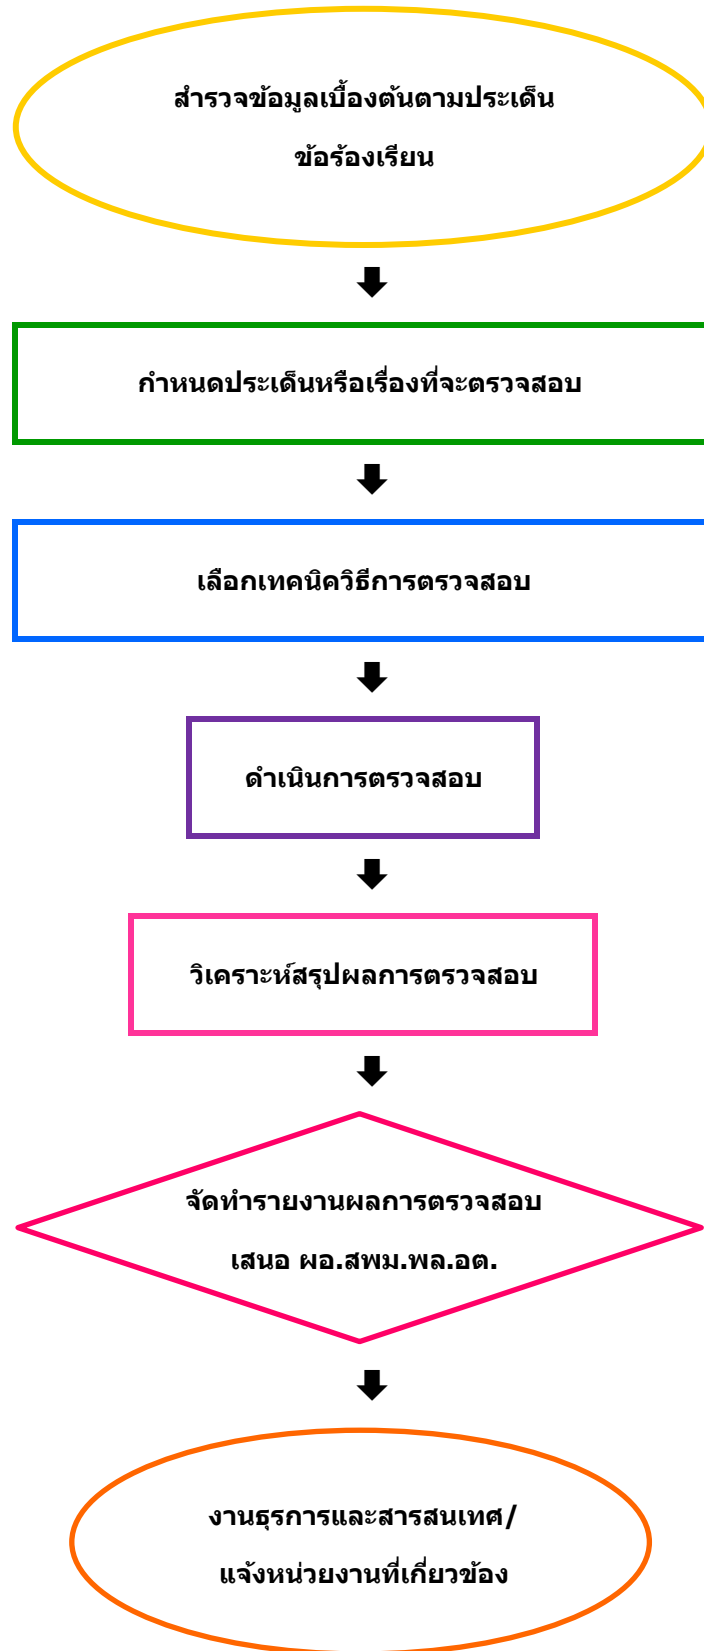 สำรวจข้อมูลเบื้องต้นตามประเด็น
ข้อร้องเรียน
กำหนดประเด็นหรือเรื่องที่จะตรวจสอบ
เลือกเทคนิควิธีการตรวจสอบ
ดำเนินการตรวจสอบ
วิเคราะห์สรุปผลการตรวจสอบ
จัดทำรายงานผลการตรวจสอบ
เสนอ ผอ.สพม.พล.อต.
งานธุรการและสารสนเทศ/
แจ้งหน่วยงานที่เกี่ยวข้อง